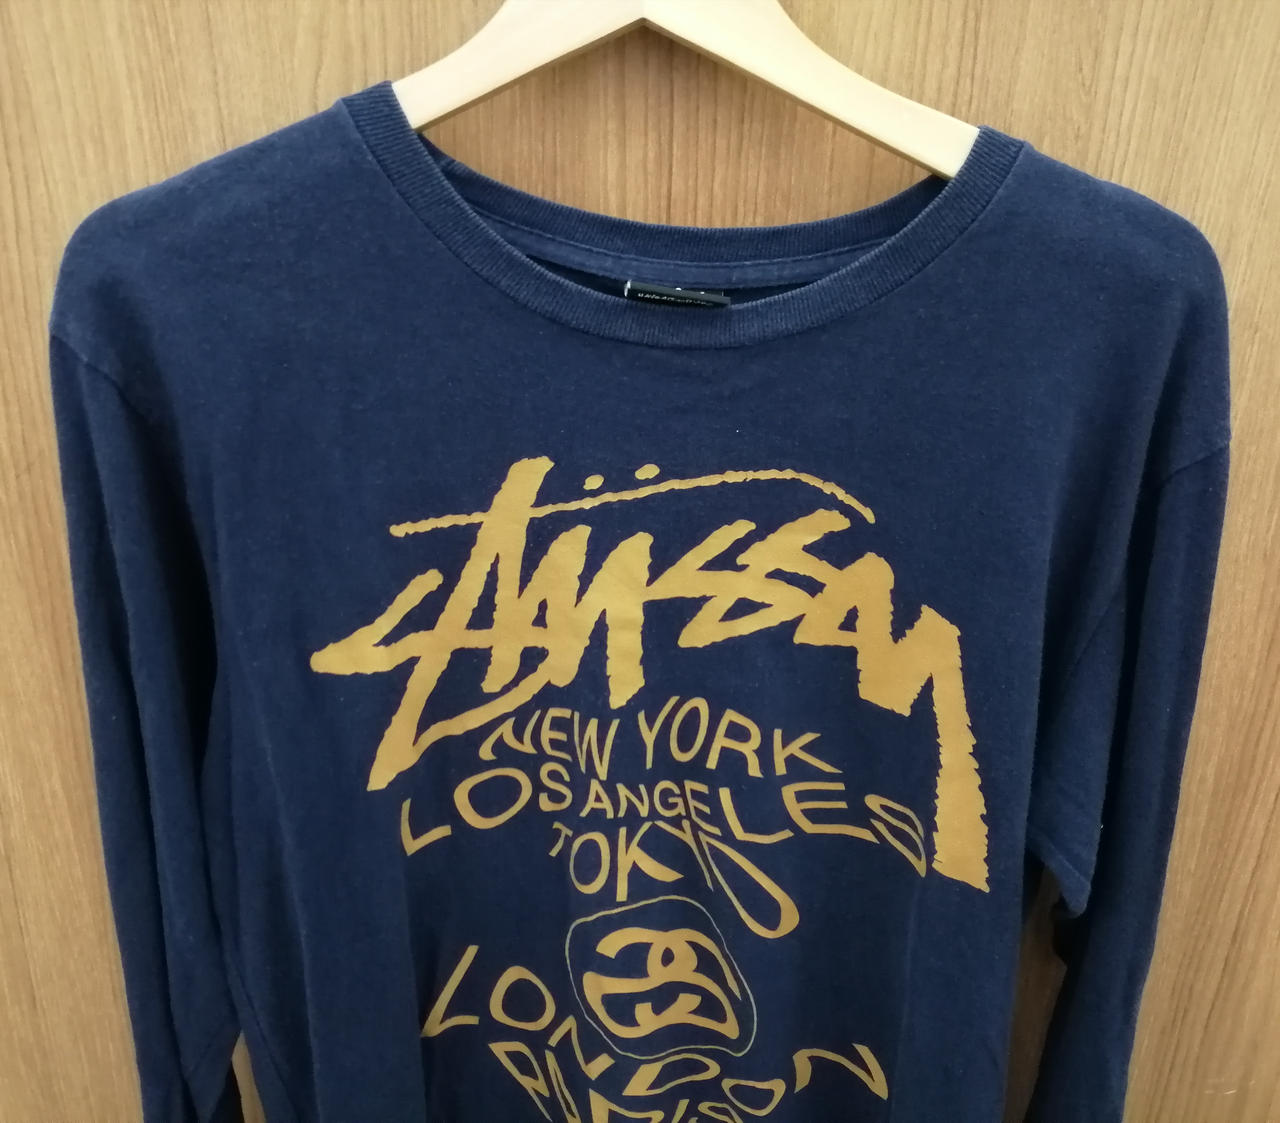 Stüssy
NEW YORK
LOS ANGELES
TOKYO
LONDON